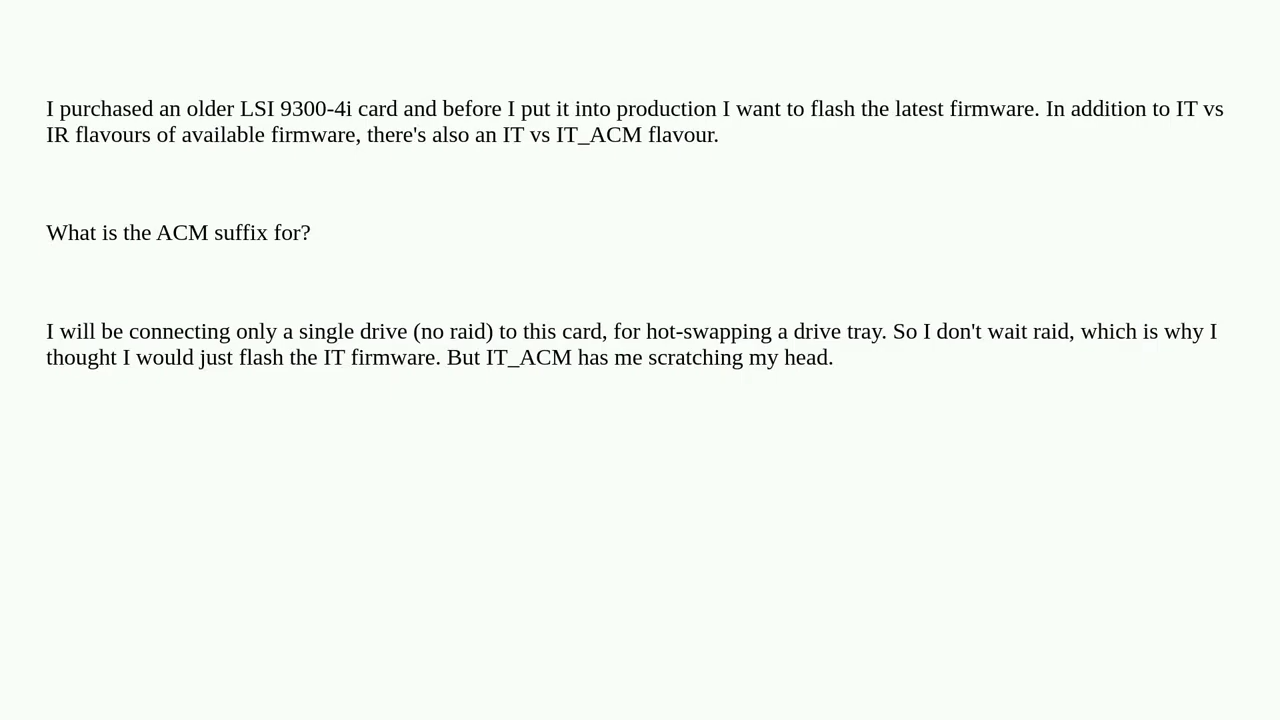 I purchased an older LSI 9300-4i card and before I put it into production I want to flash the latest firmware. In addition to IT vs
IR flavours of available firmware, there's also an IT vs IT_ACM flavour.
What is the ACM suffix for?
I will be connecting only a single drive (no raid) to this card, for hot-swapping a drive tray. So I don't wait raid, which is why I
thought I would just flash the IT firmware. But IT_ACM has me scratching my head.